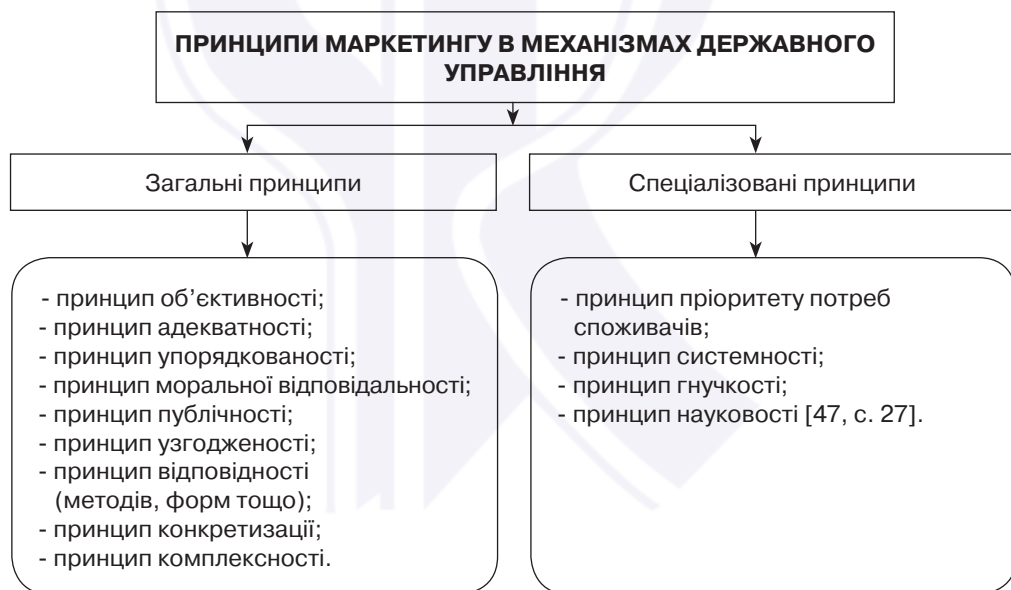 ПРИНЦИПИ МАРКЕТИНГУ В МЕХАНІЗМАХ ДЕРЖАВНОГО
УПРАВЛІННЯ
Загальні принципи
- принцип об’єктивності;
- принцип адекватності;
- принцип упорядкованості;
- принцип моральної відповідальності;
- принцип публічності;
- принцип узгодженості;
- принцип відповідності
(методів, форм тощо);
- принцип конкретизації;
- принцип комплексності.
Спеціалізовані принципи
- принцип пріоритету потреб
споживачів;
- принцип системності;
- принцип гнучкості;
- принцип науковості [47, с. 27].